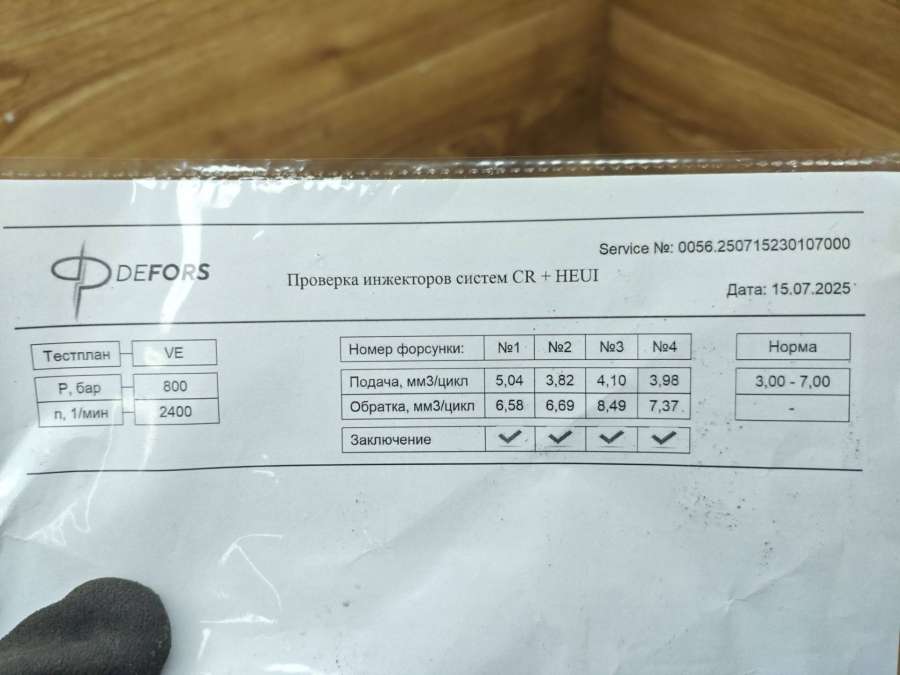 Service №: 0056.250715230107000
DEFORS
Проверка инжекторов систем CR + HEUI
Дата: 15.07.2025
Тестплан VE
P, бар 800
n, 1/мин 2400
Номер форсунки: №1 №2 №3 №4 Норма
Подача, мм3/цикл 5,04 3,82 4,10 3,98 3,00 - 7,00
Обратка, мм3/цикл 6,58 6,69 8,49 7,37 -
Заключение ✓ ✓ ✓ ✓